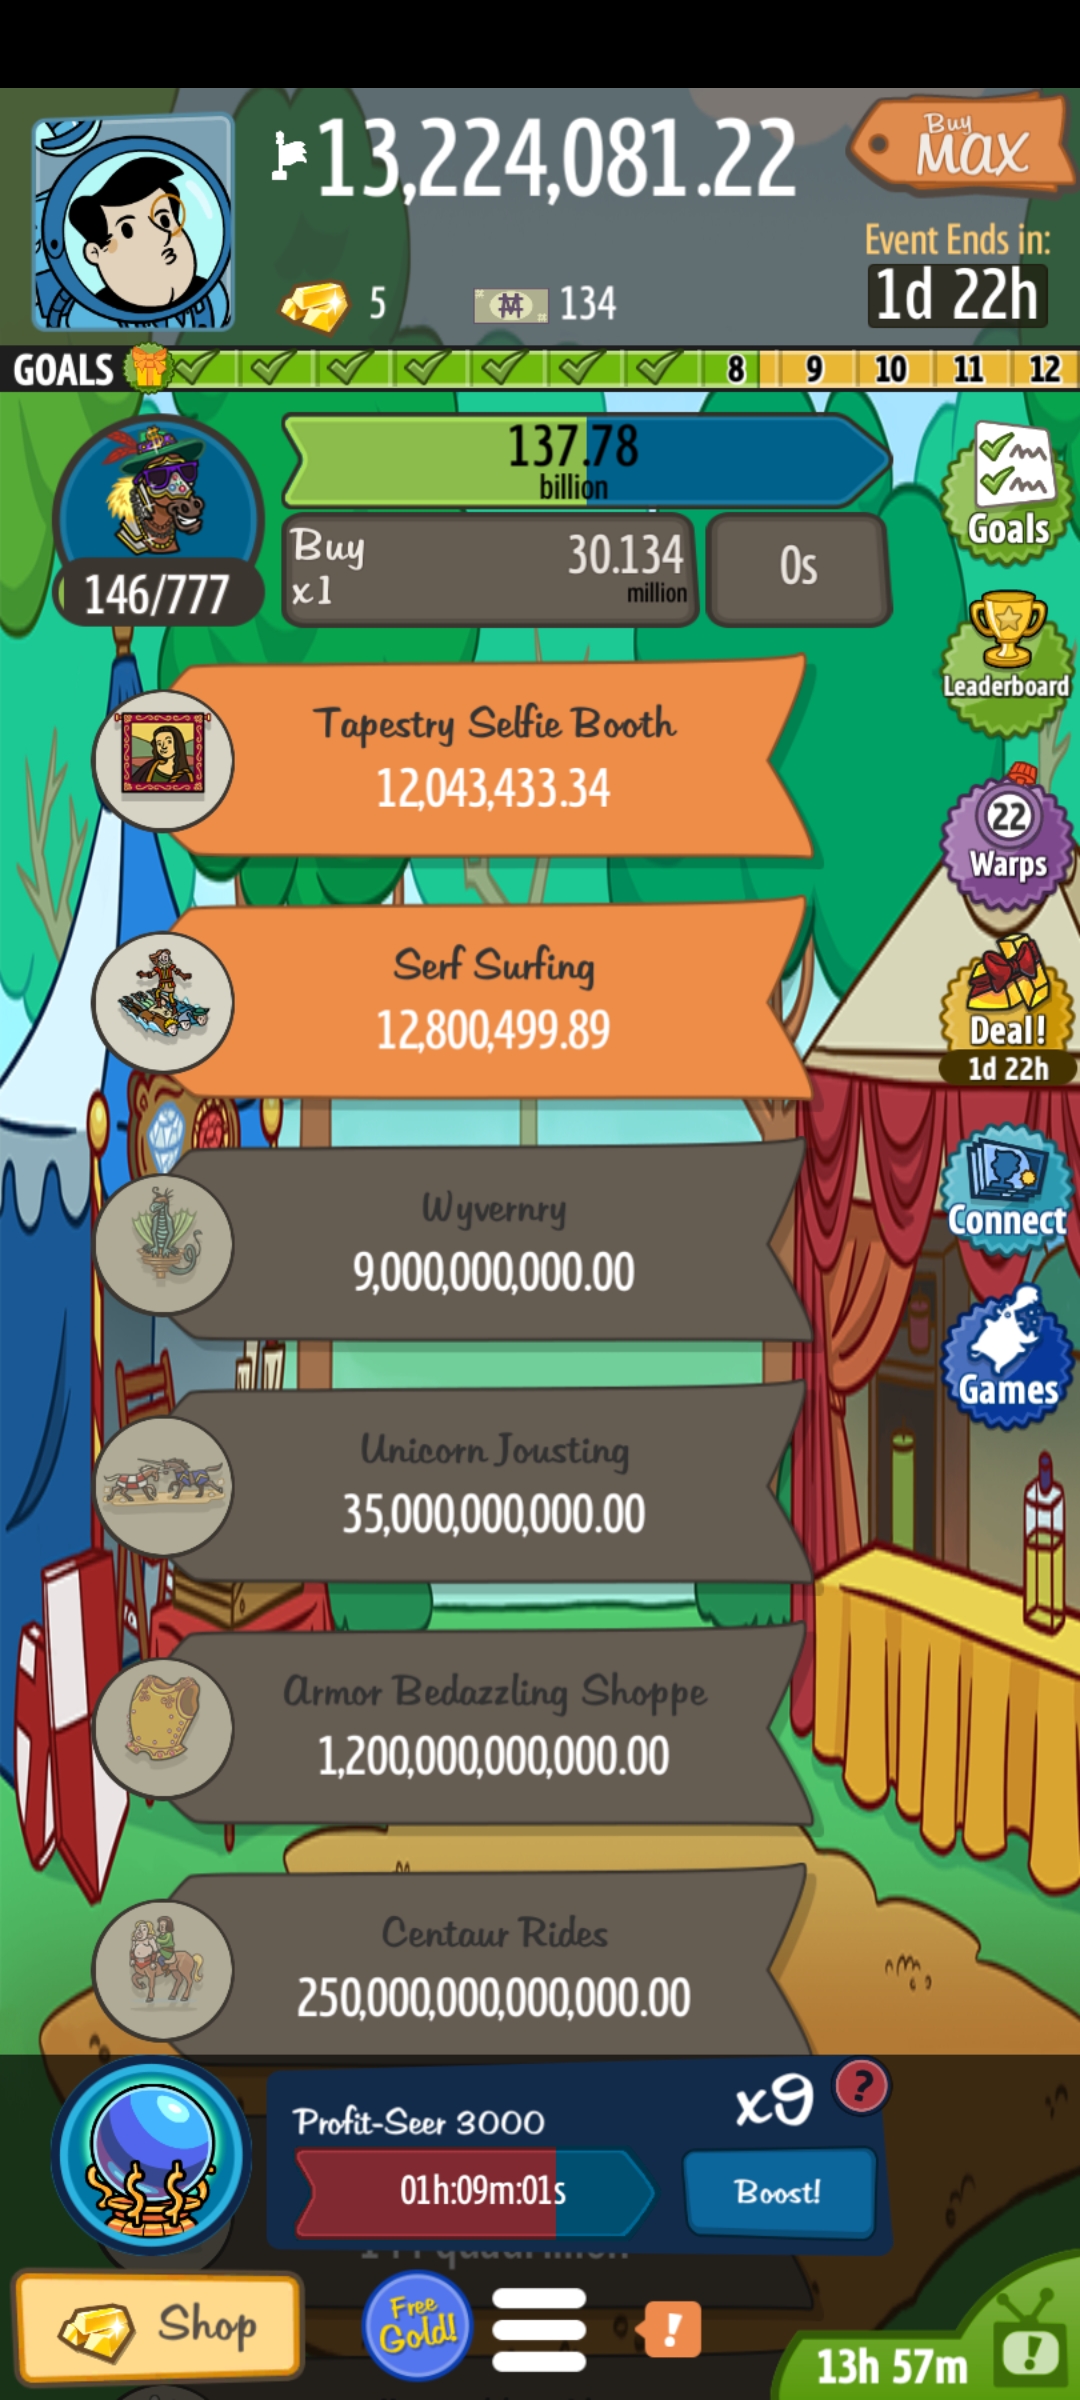 13,224,081.22
Buy
MAX
Event Ends in:
1d 22h
5
134
GOALS
8 9 10 11 12
137.78
billion
146/777
Buy
x1
30.134
million
0s
Goals
Leaderboard
22
Warps
Deal!
1d 22h
Connect
Games
Tapestry Selfie Booth
12,043,433.34
Serf Surfing
12,800,499.89
Wyvernry
9,000,000,000.00
Unicorn Jousting
35,000,000,000.00
Armor Bedazzling Shoppe
1,200,000,000,000.00
Centaur Rides
250,000,000,000,000.00
Profit-Seer 3000
x9
?
01h:09m:01s
Boost!
Shop
Free
Gold!
!
13h 57m
!